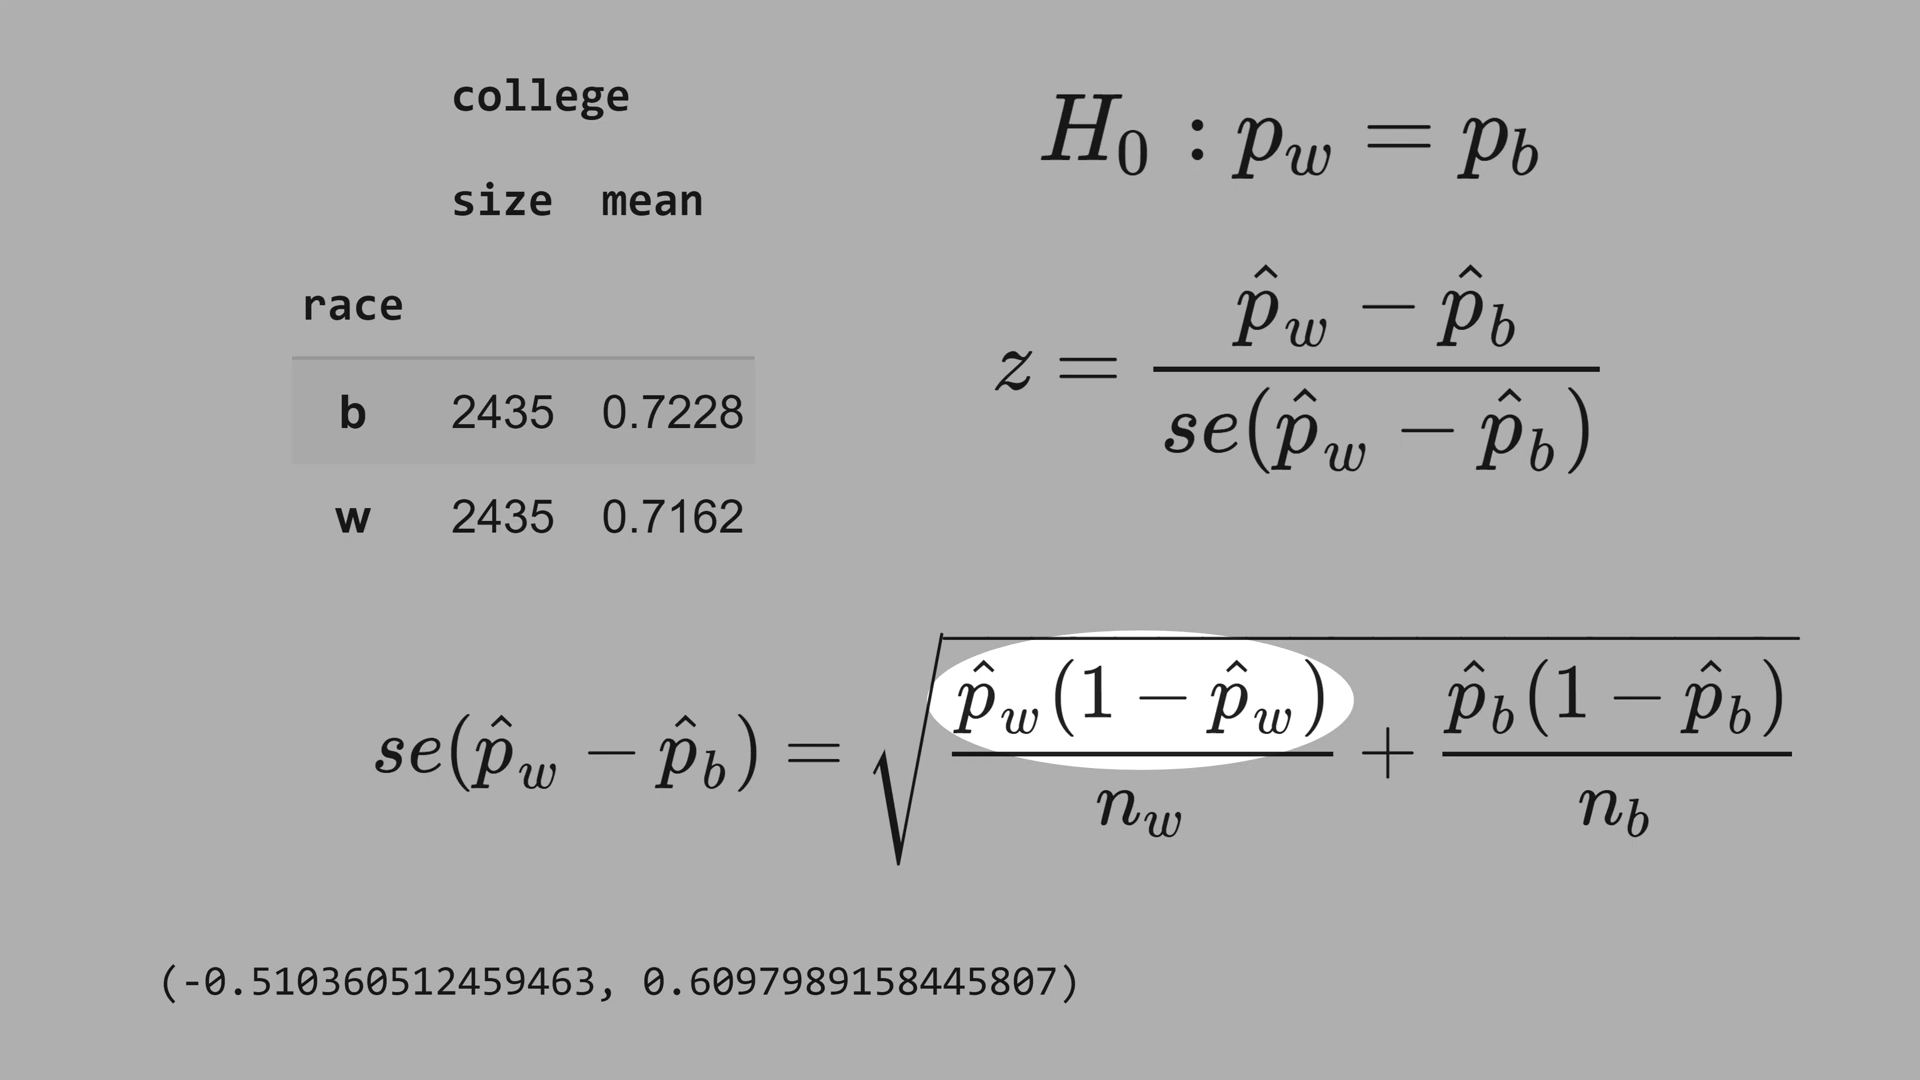 college
size mean
race
b 2435 0.7228
w 2435 0.7162
H₀ : p_w = p_b
z = (p̂_w − p̂_b) / se(p̂_w − p̂_b)
se(p̂_w − p̂_b) = √( p̂_w(1 − p̂_w) / n_w + p̂_b(1 − p̂_b) / n_b )
(-0.510360512459463, 0.6097989158445807)